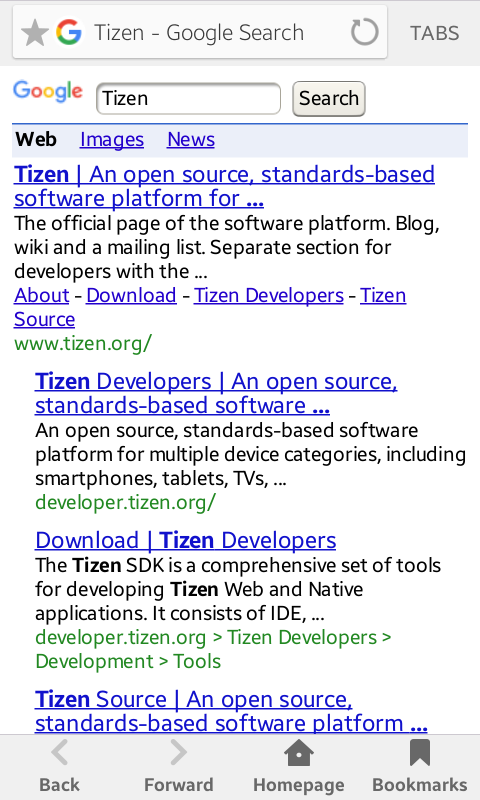 Tizen - Google Search TABS
Google Tizen Search
Web Images News
Tizen | An open source, standards-based
software platform for ...
The official page of the software platform. Blog,
wiki and a mailing list. Separate section for
developers with the ...
About - Download - Tizen Developers - Tizen
Source
www.tizen.org/
Tizen Developers | An open source,
standards-based software ...
An open source, standards-based software
platform for multiple device categories, including
smartphones, tablets, TVs, ...
developer.tizen.org/
Download | Tizen Developers
The Tizen SDK is a comprehensive set of tools
for developing Tizen Web and Native
applications. It consists of IDE, ...
developer.tizen.org > Tizen Developers >
Development > Tools
Tizen Source | An open source,
standards-based software platform ...
Back Forward Homepage Bookmarks